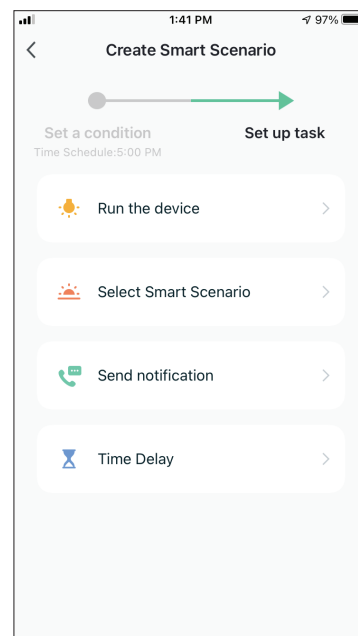 1:41 PM
97%
Create Smart Scenario
Set a condition
Set up task
Time Schedule:5:00 PM
Run the device
Select Smart Scenario
Send notification
Time Delay